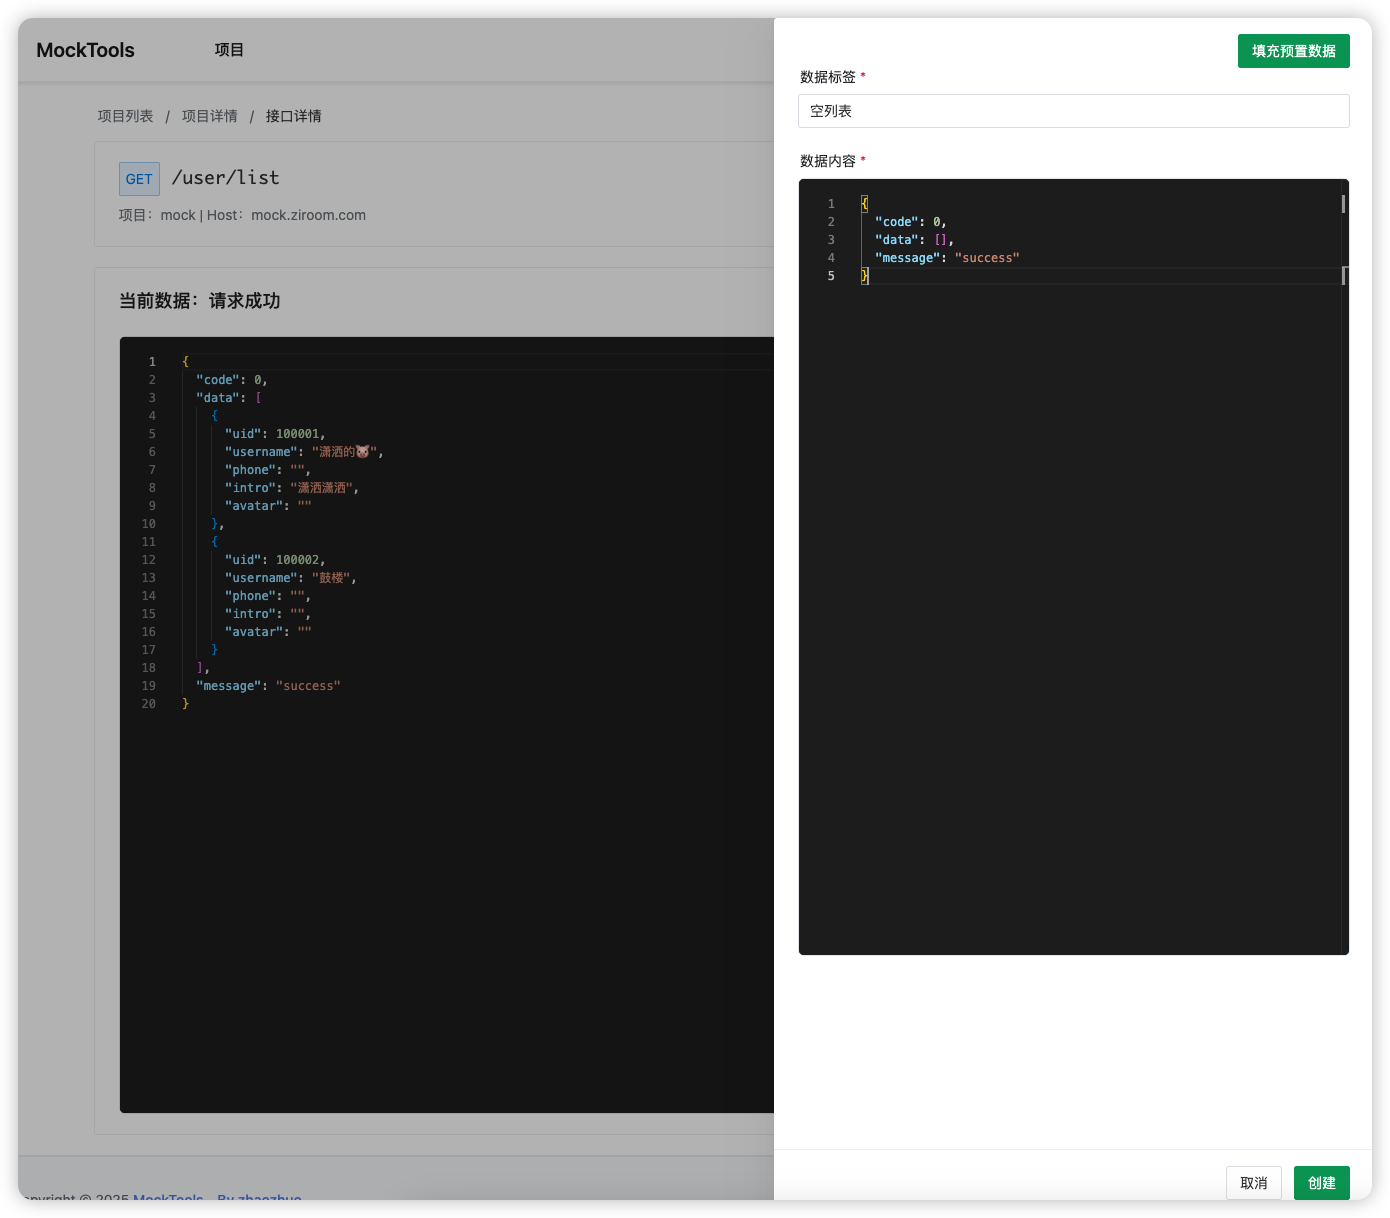 MockTools
项目
项目列表 / 项目详情 / 接口详情
GET /user/list
项目：mock | Host：mock.ziroom.com
当前数据：请求成功
1 {
2 "code": 0,
3 "data": [
4 {
5 "uid": 100001,
6 "username": "潇洒的🐷",
7 "phone": "",
8 "intro": "潇洒潇洒",
9 "avatar": ""
10 },
11 {
12 "uid": 100002,
13 "username": "鼓楼",
14 "phone": "",
15 "intro": "",
16 "avatar": ""
17 }
18 ],
19 "message": "success"
20 }
填充预置数据
数据标签 *
空列表
数据内容 *
1 {
2 "code": 0,
3 "data": [],
4 "message": "success"
5 }
取消
创建
opyright © 2025 MockTools - By zhaozhuo